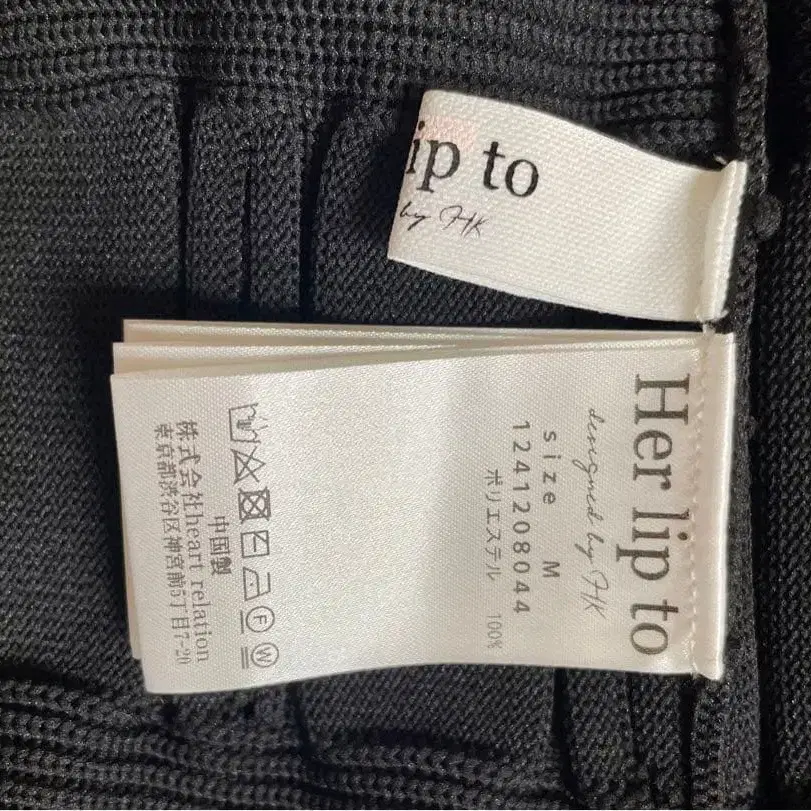 ip to
by HK
Her lip to
designed by HK
size M
1241208044
ポリエステル 100%
中国製
株式会社heart relation
東京都渋谷区神宮前5丁目7-20